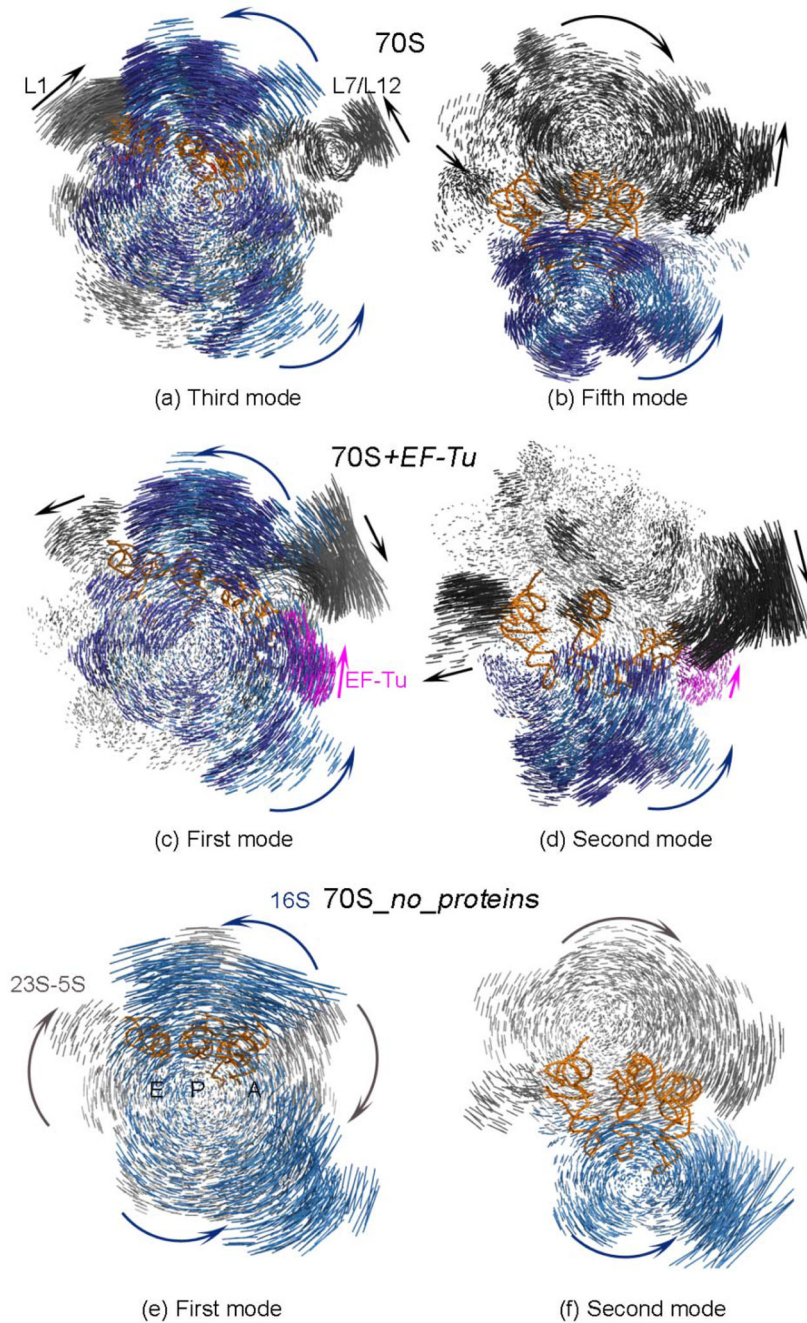 70S
L1
L7/L12
(a) Third mode
(b) Fifth mode
70S+EF-Tu
EF-Tu
(c) First mode
(d) Second mode
16S 70S_no_proteins
23S-5S
E P A
(e) First mode
(f) Second mode